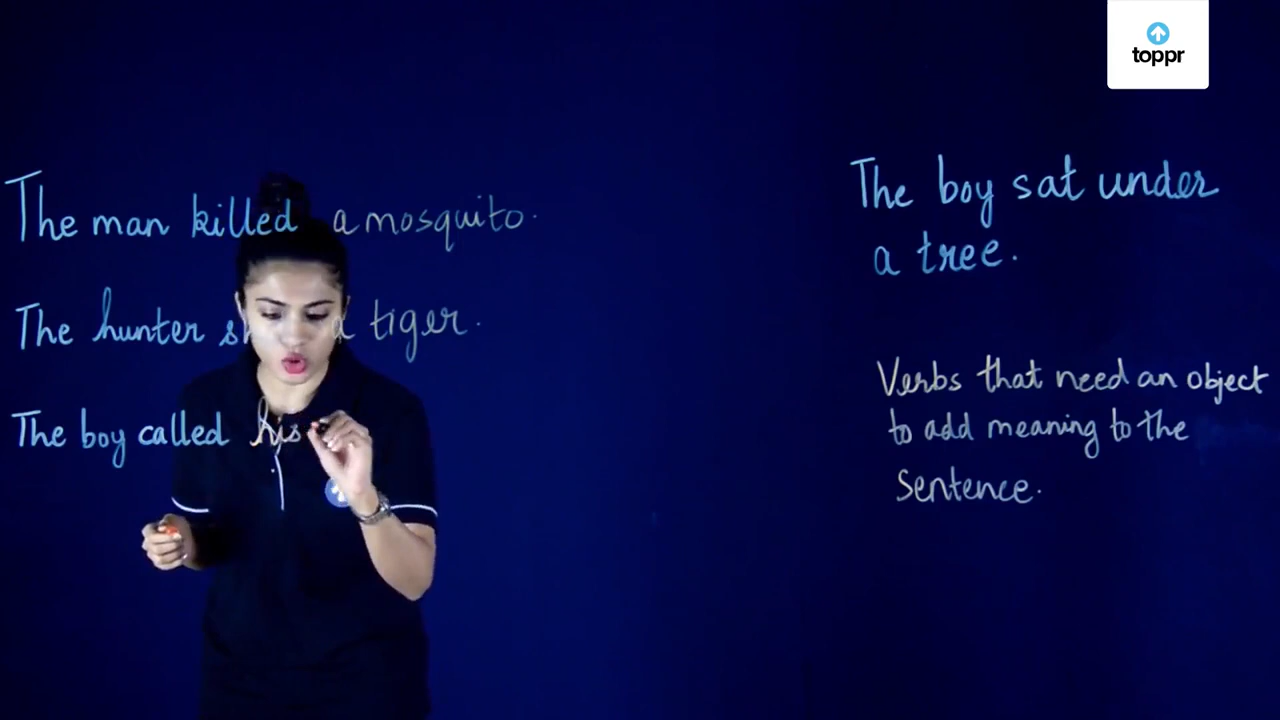 toppr
The man killed a mosquito.
The hunter a tiger.
The boy called his
The boy sat under
a tree.
Verbs that need an object
to add meaning to the
sentence.